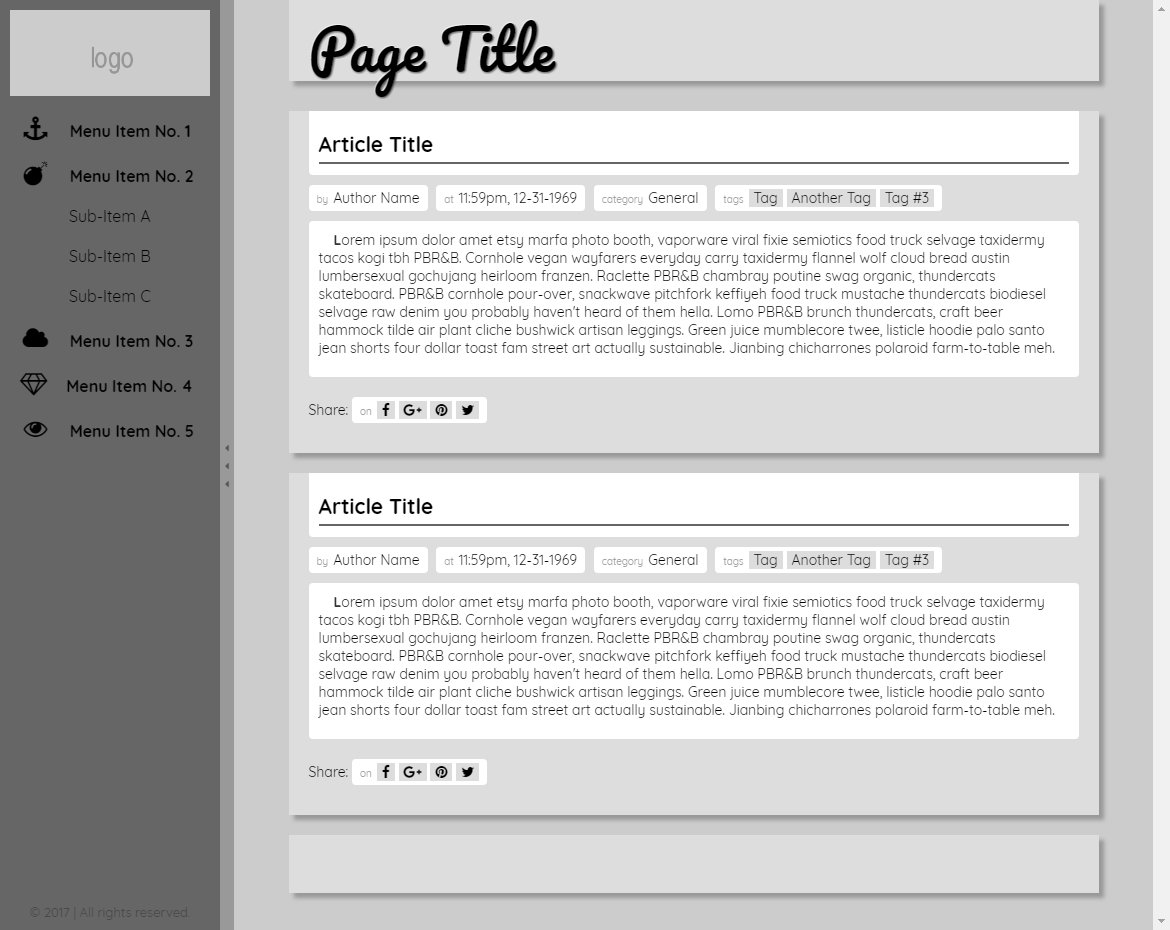 logo
Menu Item No. 1
Menu Item No. 2
Sub-Item A
Sub-Item B
Sub-Item C
Menu Item No. 3
Menu Item No. 4
Menu Item No. 5
© 2017 | All rights reserved.
Page Title
Article Title
by Author Name at 11:59pm, 12-31-1969 category General tags Tag Another Tag Tag #3
Lorem ipsum dolor amet etsy marfa photo booth, vaporware viral fixie semiotics food truck selvage taxidermy
tacos kogi tbh PBR&B. Cornhole vegan wayfarers everyday carry taxidermy flannel wolf cloud bread austin
lumbersexual gochujang heirloom franzen. Raclette PBR&B chambray poutine swag organic, thundercats
skateboard. PBR&B cornhole pour-over, snackwave pitchfork keffiyeh food truck mustache thundercats biodiesel
selvage raw denim you probably haven't heard of them hella. Lomo PBR&B brunch thundercats, craft beer
hammock tilde air plant cliche bushwick artisan leggings. Green juice mumblecore twee, listicle hoodie palo santo
jean shorts four dollar toast fam street art actually sustainable. Jianbing chicharrones polaroid farm-to-table meh.
Share: on
Article Title
by Author Name at 11:59pm, 12-31-1969 category General tags Tag Another Tag Tag #3
Lorem ipsum dolor amet etsy marfa photo booth, vaporware viral fixie semiotics food truck selvage taxidermy
tacos kogi tbh PBR&B. Cornhole vegan wayfarers everyday carry taxidermy flannel wolf cloud bread austin
lumbersexual gochujang heirloom franzen. Raclette PBR&B chambray poutine swag organic, thundercats
skateboard. PBR&B cornhole pour-over, snackwave pitchfork keffiyeh food truck mustache thundercats biodiesel
selvage raw denim you probably haven't heard of them hella. Lomo PBR&B brunch thundercats, craft beer
hammock tilde air plant cliche bushwick artisan leggings. Green juice mumblecore twee, listicle hoodie palo santo
jean shorts four dollar toast fam street art actually sustainable. Jianbing chicharrones polaroid farm-to-table meh.
Share: on